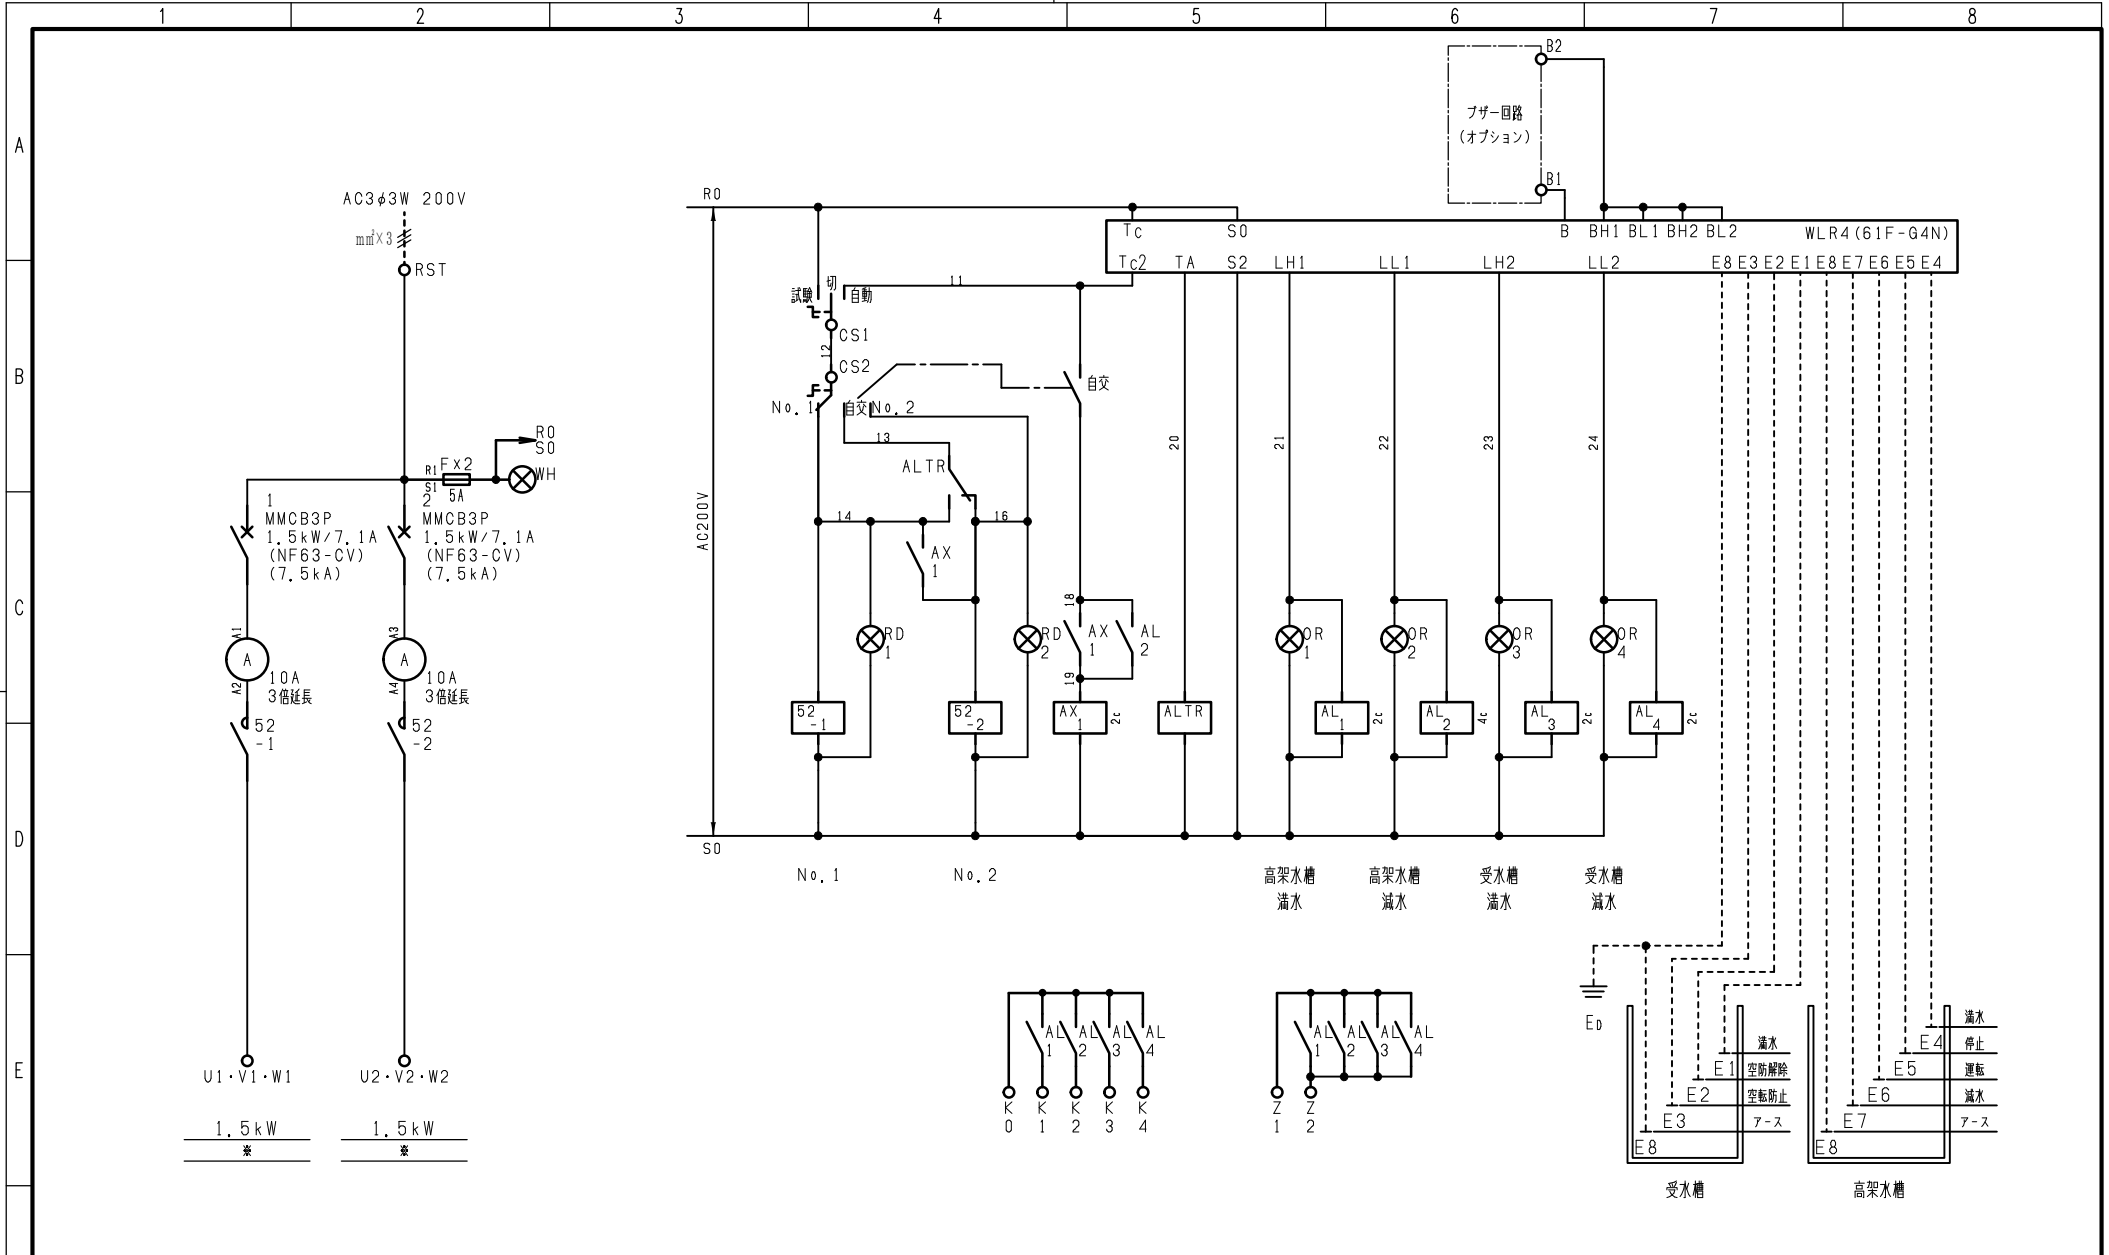 1 2 3 4 5 6 7 8
A
B
C
D
E
AC3φ3W 200V
mm²×3
RST
R0
S0
R1
S1
F×2
5A
WH
1
MMCB3P
1.5kW/7.1A
(NF63-CV)
(7.5kA)
2
MMCB3P
1.5kW/7.1A
(NF63-CV)
(7.5kA)
A1
A
A2
10A
3倍延長
A3
A
A4
10A
3倍延長
52
-1
52
-2
U1・V1・W1
U2・V2・W2
1.5kW
※
1.5kW
※
R0
AC200V
S0
試験
切
自動
11
CS1
12
CS2
No.1
自交
No.2
自交
13
ALTR
14
16
AX
1
RD
1
RD
2
18
AX
1
AL
2
19
52
-1
52
-2
AX
1
2c
ALTR
20
21
22
23
24
OR
1
OR
2
OR
3
OR
4
AL
1
2c
AL
2
4c
AL
3
2c
AL
4
2c
No.1
No.2
高架水槽
満水
高架水槽
減水
受水槽
満水
受水槽
減水
B2
ブザー回路
(オプション)
B1
Tc S0 B BH1 BL1 BH2 BL2 WLR4(61F-G4N)
Tc2 TA S2 LH1 LL1 LH2 LL2 E8 E3 E2 E1 E8 E7 E6 E5 E4
AL
1
AL
2
AL
3
AL
4
K
0
K
1
K
2
K
3
K
4
AL
1
AL
2
AL
3
AL
4
Z
1
Z
2
ED
満水
E1 空防解除
E2 空転防止
E3 アース
E8
受水槽
満水
E4 停止
E5 運転
E6 減水
E7 アース
E8
高架水槽